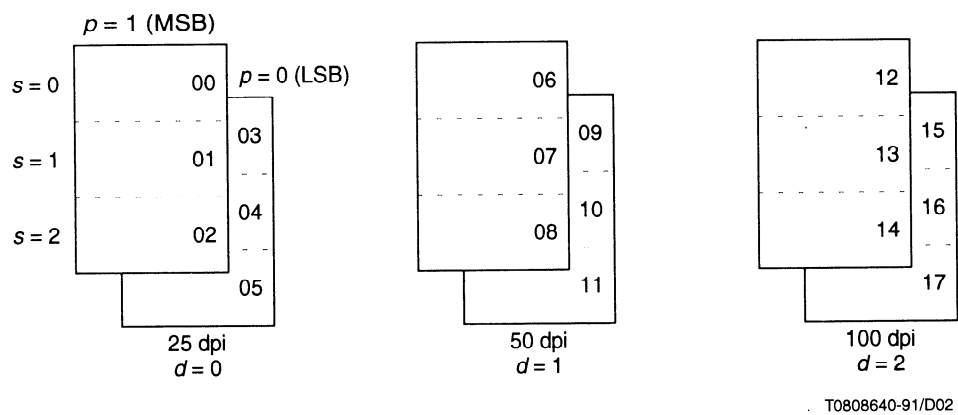 p = 1 (MSB)
s = 0
00
p = 0 (LSB)
03
s = 1
01
04
s = 2
02
05
25 dpi
d = 0
06
09
07
10
08
11
50 dpi
d = 1
12
15
13
16
14
17
100 dpi
d = 2
T0808640-91/D02